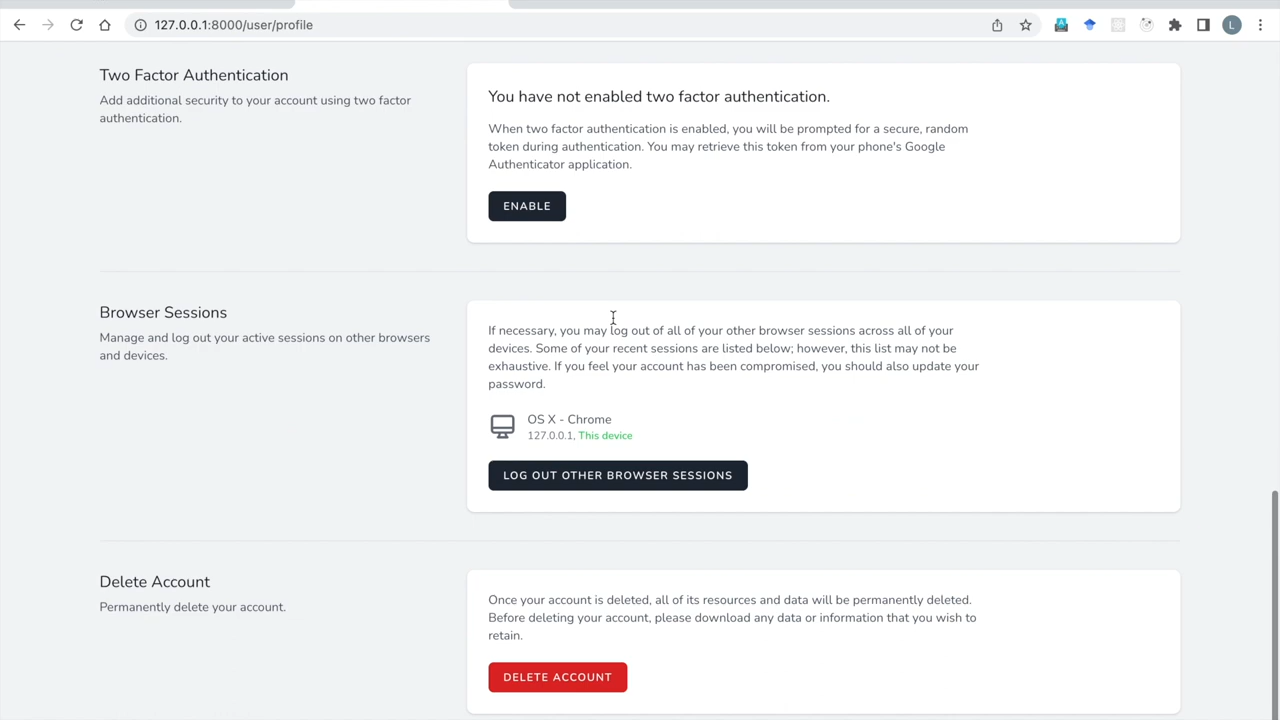 127.0.0.1:8000/user/profile
L
Two Factor Authentication
Add additional security to your account using two factor
authentication.
You have not enabled two factor authentication.
When two factor authentication is enabled, you will be prompted for a secure, random
token during authentication. You may retrieve this token from your phone's Google
Authenticator application.
ENABLE
Browser Sessions
Manage and log out your active sessions on other browsers
and devices.
If necessary, you may log out of all of your other browser sessions across all of your
devices. Some of your recent sessions are listed below; however, this list may not be
exhaustive. If you feel your account has been compromised, you should also update your
password.
OS X - Chrome
127.0.0.1, This device
LOG OUT OTHER BROWSER SESSIONS
Delete Account
Permanently delete your account.
Once your account is deleted, all of its resources and data will be permanently deleted.
Before deleting your account, please download any data or information that you wish to
retain.
DELETE ACCOUNT